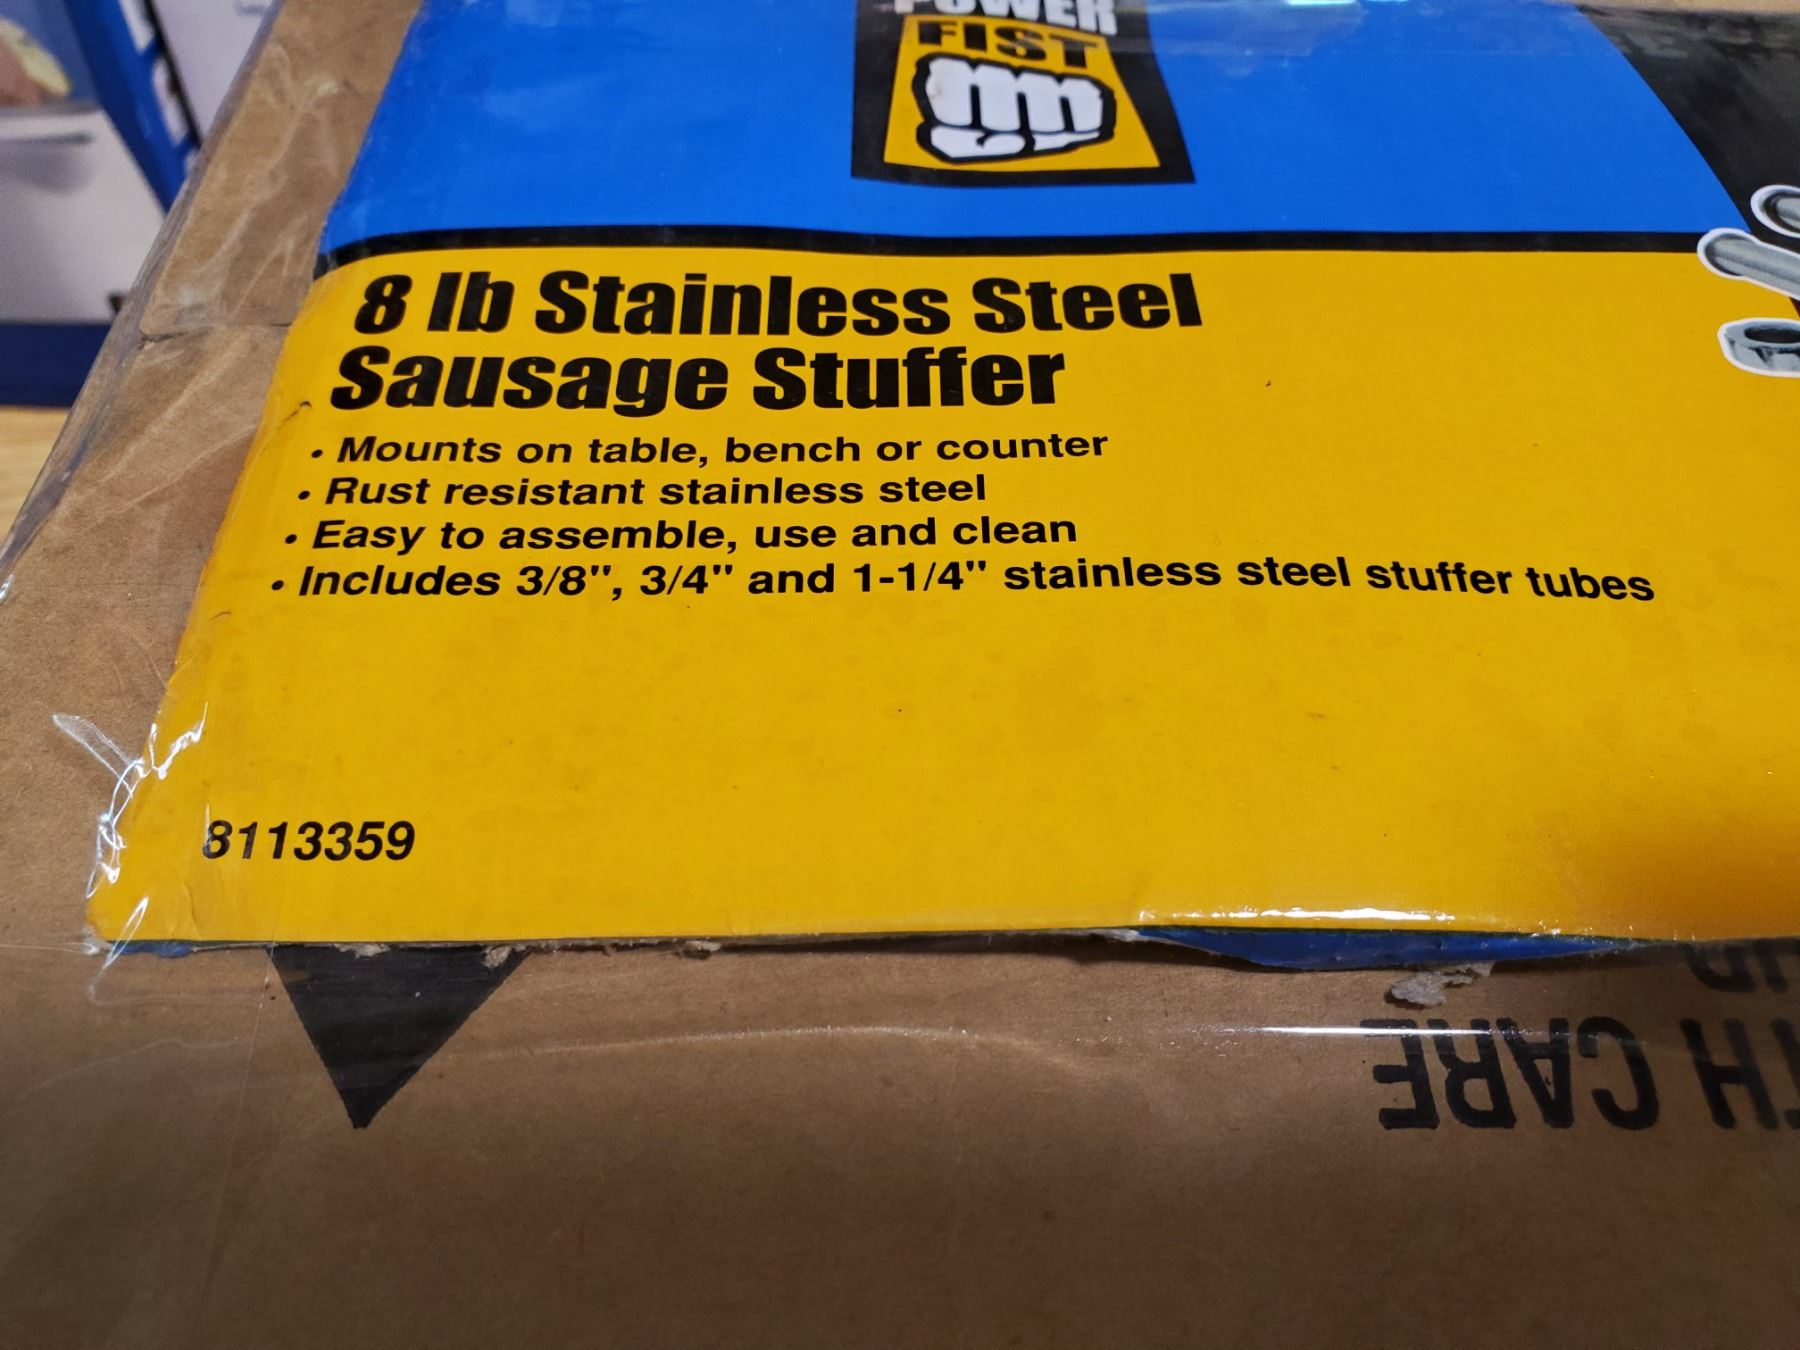 POWER
FIST
8 lb Stainless Steel
Sausage Stuffer
• Mounts on table, bench or counter
• Rust resistant stainless steel
• Easy to assemble, use and clean
• Includes 3/8", 3/4" and 1-1/4" stainless steel stuffer tubes
8113359
CARE